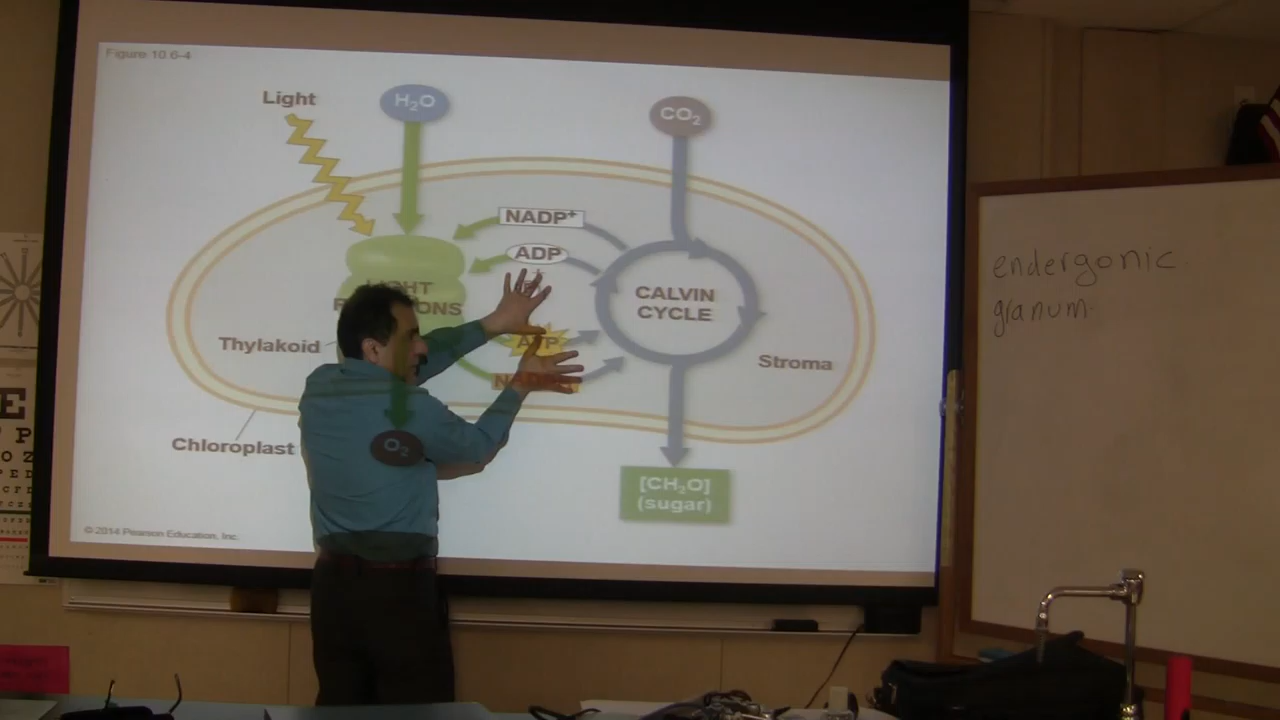 Figure 10.6-4
Light
H₂O
CO₂
NADP⁺
ADP
LIGHT
REACTIONS
CALVIN
CYCLE
ATP
Thylakoid
Stroma
Chloroplast
O₂
[CH₂O]
(sugar)
© 2014 Pearson Education, Inc.
endergonic
granum
E